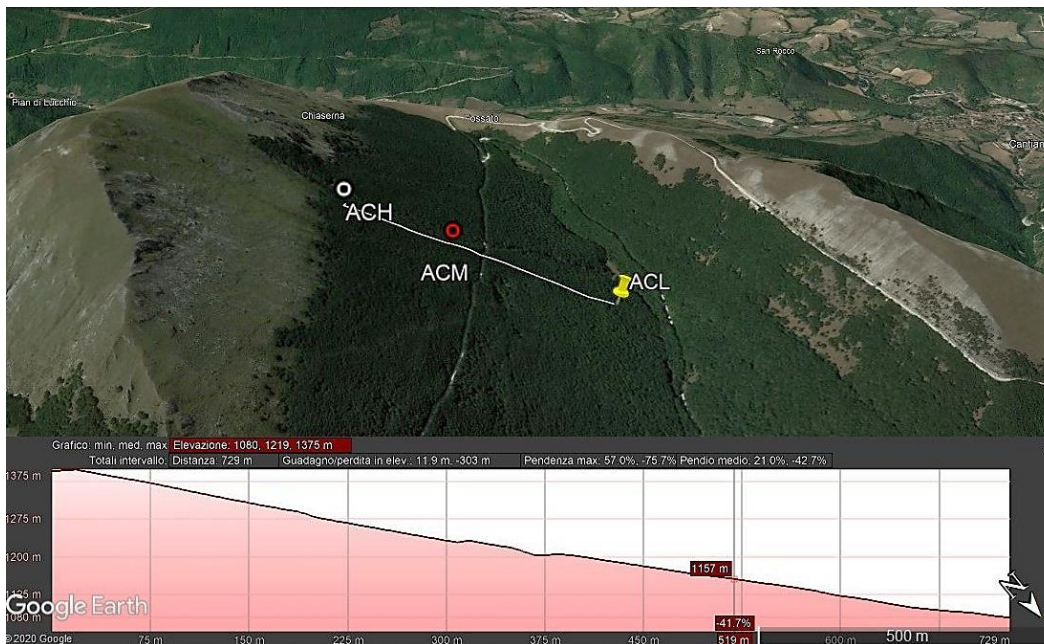 San Rocco
Pian di Lucchio
Chiaserna
Fossato
Cantian
ACH
ACM
ACL
Grafico: min, med, max Elevazione: 1080, 1219, 1375 m
Totali intervallo: Distanza: 729 m Guadagno/perdita in elev.: 11.9 m, -303 m Pendenza max: 57.0%, -75.7% Pendio medio: 21.0%, -42.7%
1375 m
1275 m
1200 m
1157 m
1125 m
N
Google Earth
1080 m
-41.7%
500 m
©2020 Google
75 m 150 m 225 m 300 m 375 m 450 m 519 m 600 m 729 m